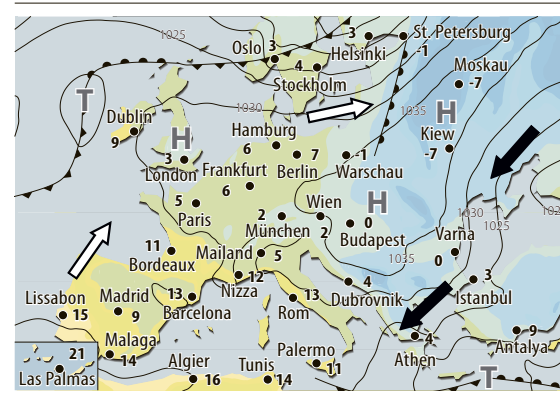 1025
Oslo 3
3
Helsinki
St. Petersburg
-1
4
Stockholm
Moskau
-7
T
1030
1035
H
Dublin
9
Hamburg
6
H
Kiew
-7
3
London
7
Berlin
-1
Warschau
Frankfurt
6
5
Paris
H
Wien
2
2
München
0
Budapest
1030
1025
102
Varna
0
11
Bordeaux
Mailand
5
1035
12
Nizza
4
Dubrovnik
3
Istanbul
Lissabon
15
Madrid
9
13
Barcelona
13
Rom
Malaga
14
4
Athen
9
Antalya
21
Las Palmas
Algier
16
Tunis
14
Palermo
11
T